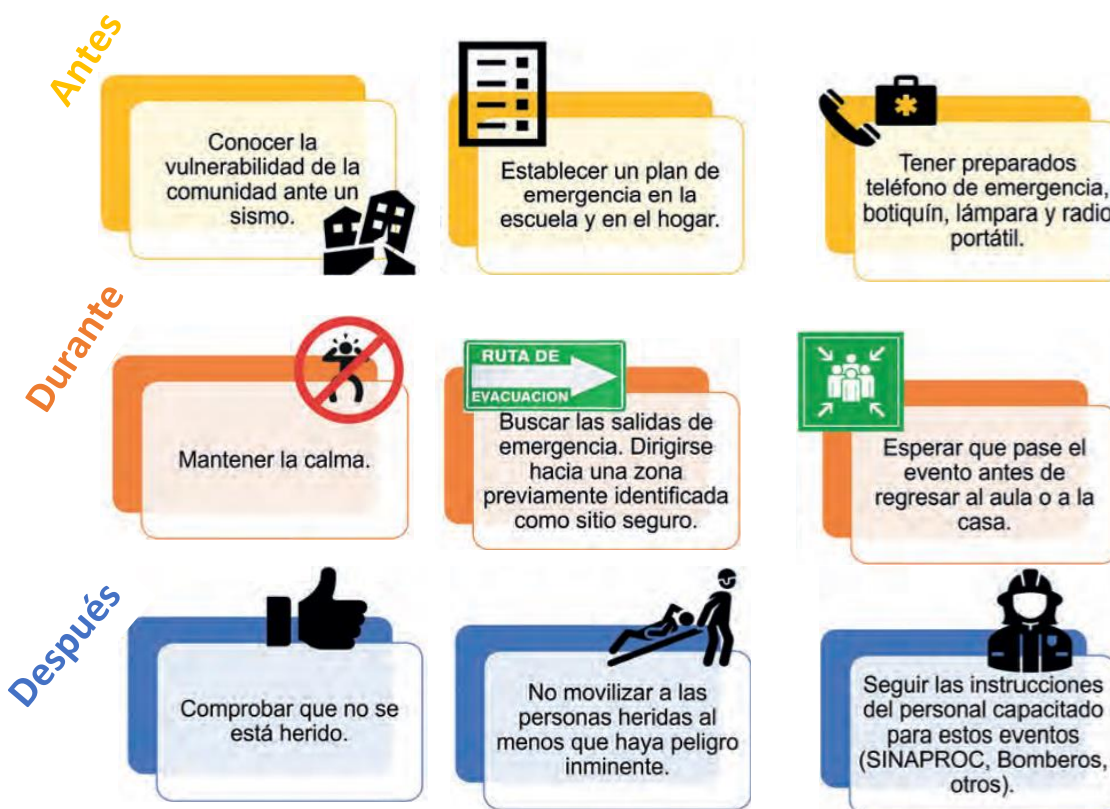 Antes
Conocer la
vulnerabilidad de la
comunidad ante un
sismo.
Establecer un plan de
emergencia en la
escuela y en el hogar.
Tener preparados
teléfono de emergencia,
botiquín, lámpara y radio
portátil.
Durante
Mantener la calma.
RUTA DE
EVACUACION
Buscar las salidas de
emergencia. Dirigirse
hacia una zona
previamente identificada
como sitio seguro.
Esperar que pase el
evento antes de
regresar al aula o a la
casa.
Después
Comprobar que no se
está herido.
No movilizar a las
personas heridas al
menos que haya peligro
inminente.
Seguir las instrucciones
del personal capacitado
para estos eventos
(SINAPROC, Bomberos,
otros).